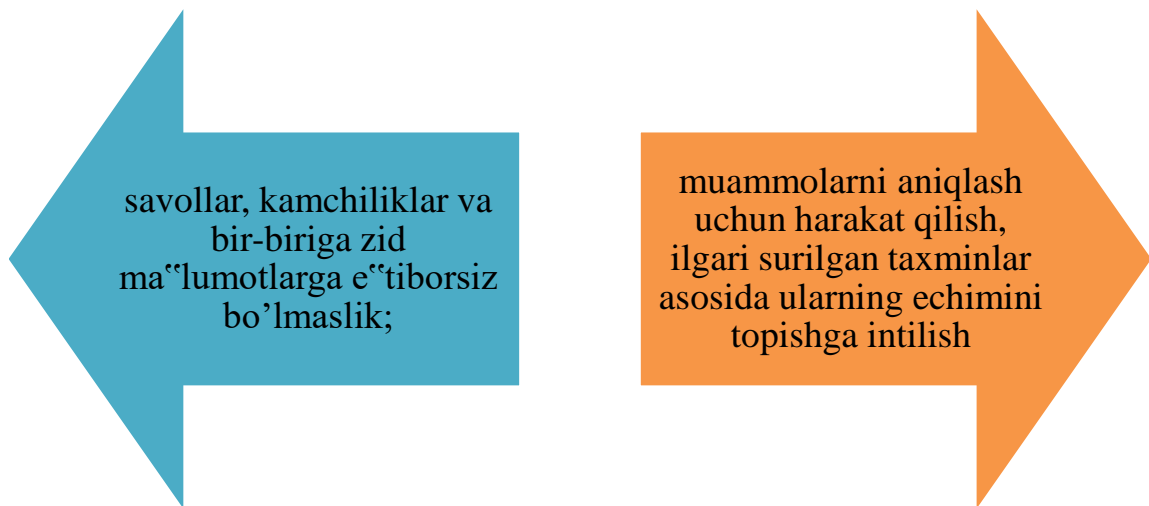 savollar, kamchiliklar va
bir-biriga zid
ma‟lumotlarga e‟tiborsiz
bo’lmaslik;
muammolarni aniqlash
uchun harakat qilish,
ilgari surilgan taxminlar
asosida ularning echimini
topishga intilish